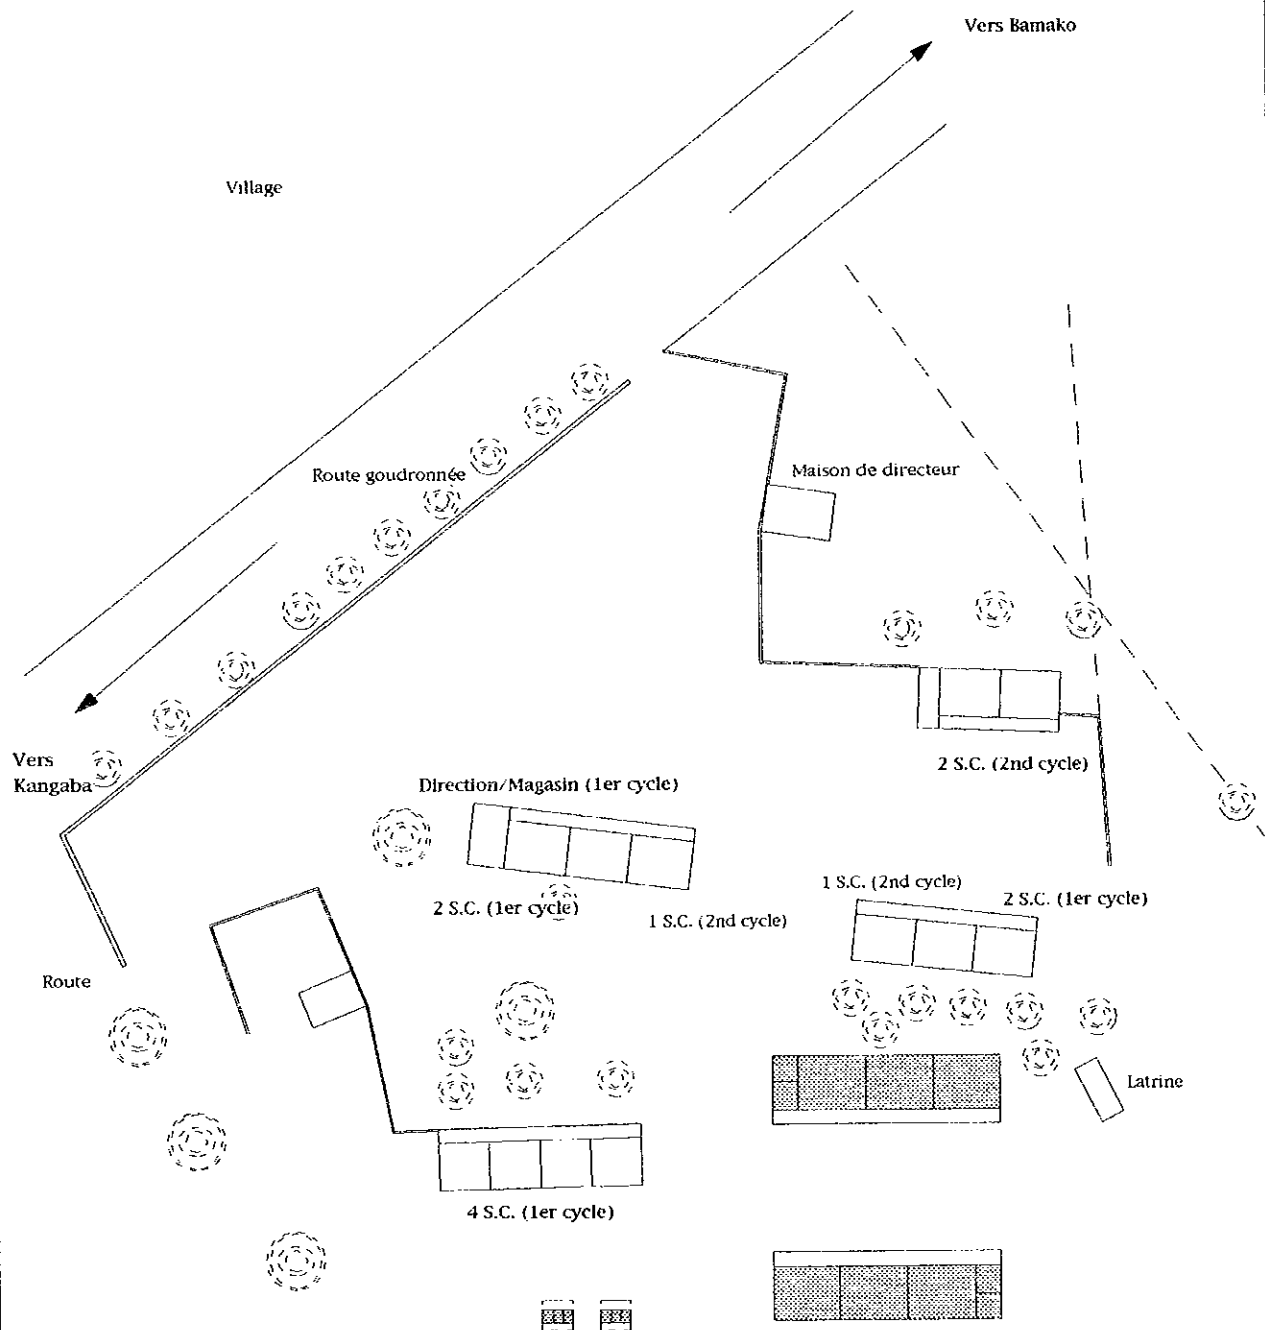 Vers Bamako
Village
Maison de directeur
Route goudronnée
Vers
Kangaba
2 S.C. (2nd cycle)
Direction/Magasin (1er cycle)
1 S.C. (2nd cycle)
2 S.C. (1er cycle)
2 S.C. (1er cycle)
1 S.C. (2nd cycle)
Route
Latrine
4 S.C. (1er cycle)